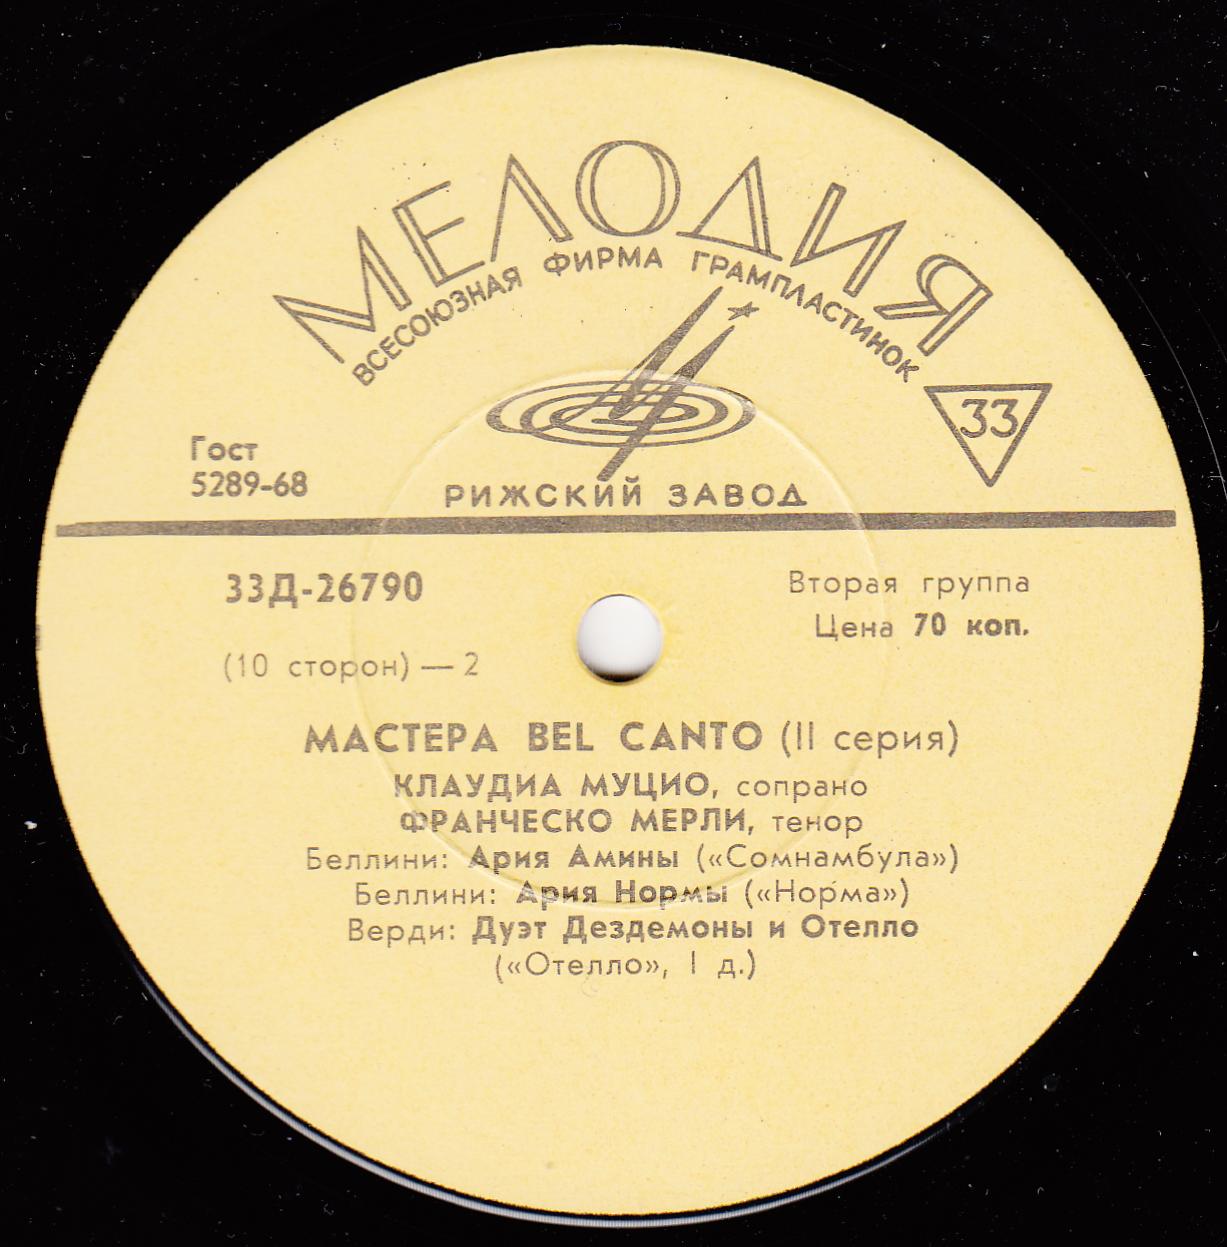 МЕЛОДИЯ
ВСЕСОЮЗНАЯ ФИРМА ГРАМПЛАСТИНОК
33
Гост
5289-68
РИЖСКИЙ ЗАВОД
33Д-26790
Вторая группа
Цена 70 коп.
(10 сторон) — 2
МАСТЕРА BEL CANTO (II серия)
КЛАУДИА МУЦИО, сопрано
ФРАНЧЕСКО МЕРЛИ, тенор
Беллини: Ария Амины («Сомнамбула»)
Беллини: Ария Нормы («Норма»)
Верди: Дуэт Дездемоны и Отелло
(«Отелло», I д.)